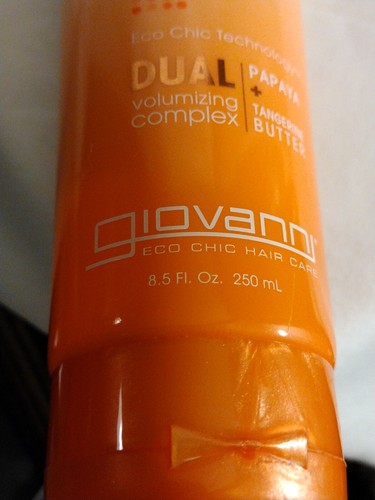 Eco Chic Technology™
DUAL
volumizing
complex
PAPAYA
+
TANGERINE
BUTTER
giovanni
ECO CHIC HAIR CARE
8.5 Fl. Oz. 250 mL